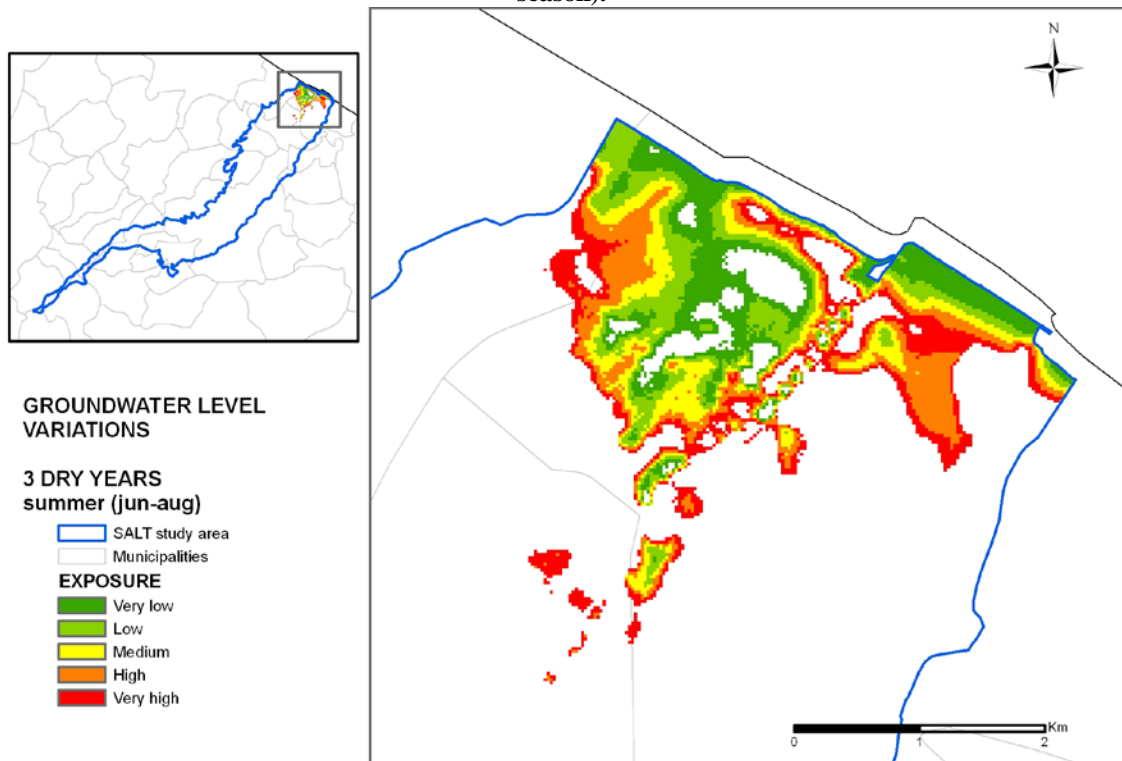 season).
N
GROUNDWATER LEVEL
VARIATIONS
3 DRY YEARS
summer (jun-aug)
SALT study area
Municipalities
EXPOSURE
Very low
Low
Medium
High
Very high
Km
0 1 2